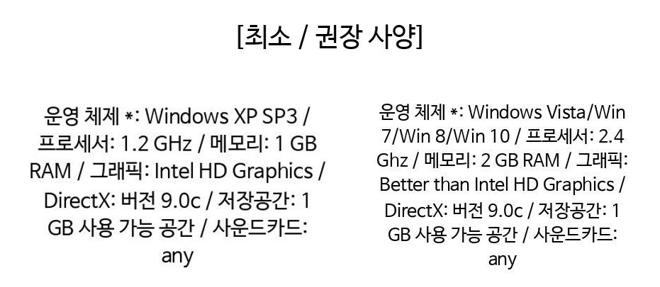 [최소 / 권장 사양]
운영 체제 *: Windows XP SP3 /
프로세서: 1.2 GHz / 메모리: 1 GB
RAM / 그래픽: Intel HD Graphics /
DirectX: 버전 9.0c / 저장공간: 1
GB 사용 가능 공간 / 사운드카드:
any
운영 체제 *: Windows Vista/Win
7/Win 8/Win 10 / 프로세서: 2.4
Ghz / 메모리: 2 GB RAM / 그래픽:
Better than Intel HD Graphics /
DirectX: 버전 9.0c / 저장공간: 1
GB 사용 가능 공간 / 사운드카드:
any